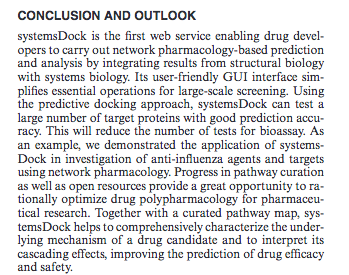 CONCLUSION AND OUTLOOK
systemsDock is the first web service enabling drug devel-
opers to carry out network pharmacology-based prediction
and analysis by integrating results from structural biology
with systems biology. Its user-friendly GUI interface sim-
plifies essential operations for large-scale screening. Using
the predictive docking approach, systemsDock can test a
large number of target proteins with good prediction accu-
racy. This will reduce the number of tests for bioassay. As
an example, we demonstrated the application of systems-
Dock in investigation of anti-influenza agents and targets
using network pharmacology. Progress in pathway curation
as well as open resources provide a great opportunity to ra-
tionally optimize drug polypharmacology for pharmaceu-
tical research. Together with a curated pathway map, sys-
temsDock helps to comprehensively characterize the under-
lying mechanism of a drug candidate and to interpret its
cascading effects, improving the prediction of drug efficacy
and safety.